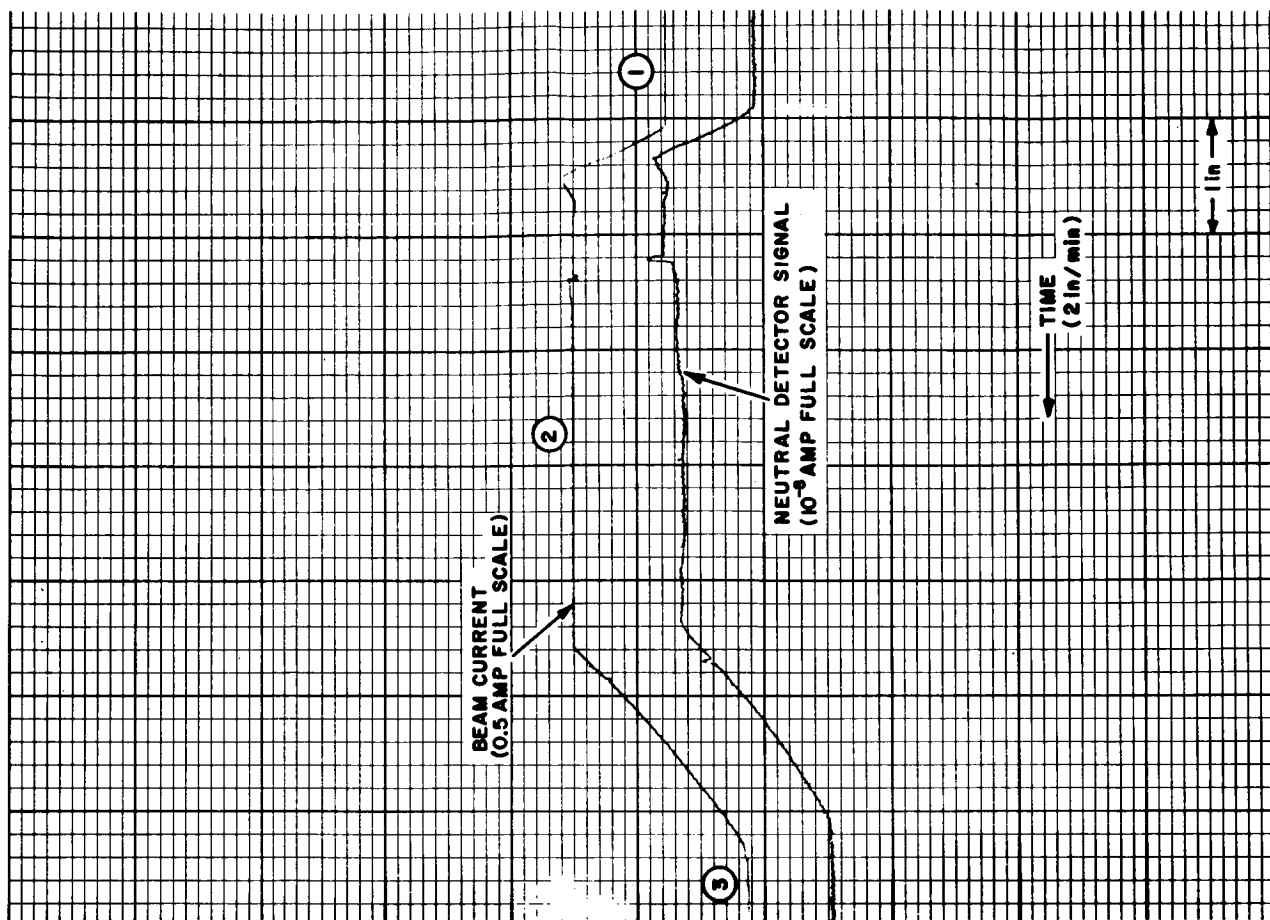 1
2
3
BEAM CURRENT
(0.5 AMP FULL SCALE)
NEUTRAL DETECTOR SIGNAL
(10⁻⁸ AMP FULL SCALE)
TIME
(2 in/min)
1 in